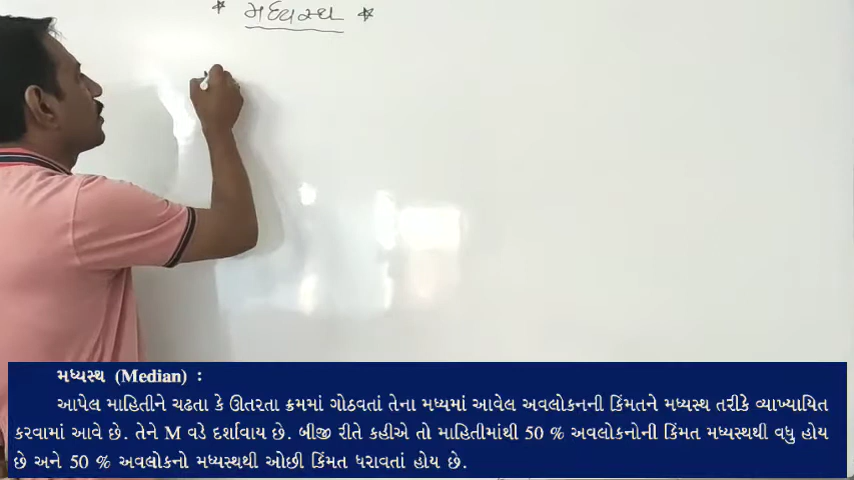 * મધ્યસ્થ *
મધ્યસ્થ (Median) :
આપેલ માહિતીને ચઢતા કે ઊતરતા ક્રમમાં ગોઠવતાં તેના મધ્યમાં આવેલ અવલોકનની કિંમતને મધ્યસ્થ તરીકે વ્યાખ્યાયિત
કરવામાં આવે છે. તેને M વડે દર્શાવાય છે. બીજી રીતે કહીએ તો માહિતીમાંથી 50 % અવલોકનોની કિંમત મધ્યસ્થથી વધુ હોય
છે અને 50 % અવલોકનો મધ્યસ્થથી ઓછી કિંમત ધરાવતાં હોય છે.